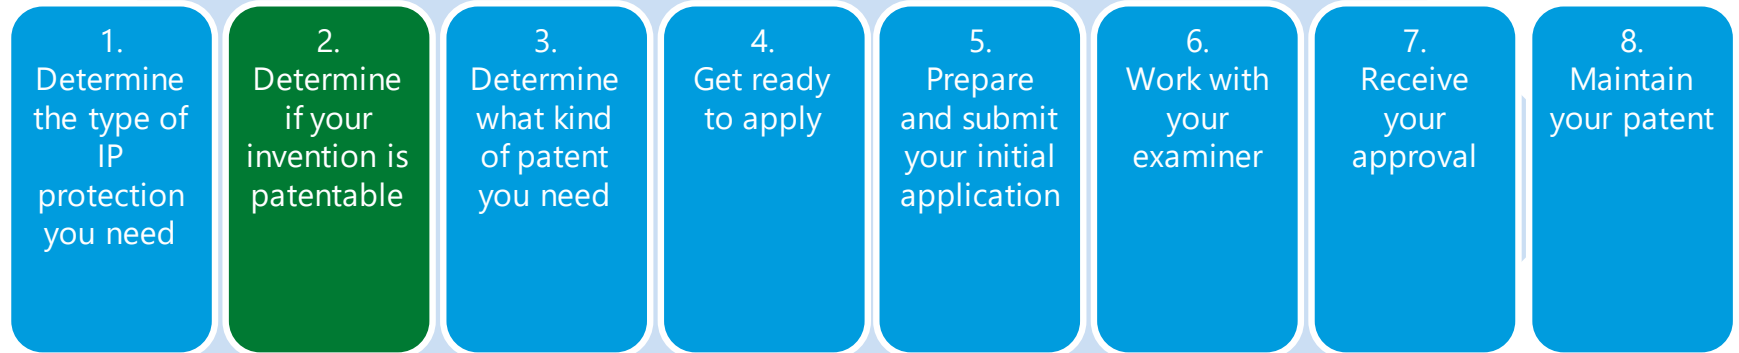 1.
Determine
the type of
IP
protection
you need
2.
Determine
if your
invention is
patentable
3.
Determine
what kind
of patent
you need
4.
Get ready
to apply
5.
Prepare
and submit
your initial
application
6.
Work with
your
examiner
7.
Receive
your
approval
8.
Maintain
your patent